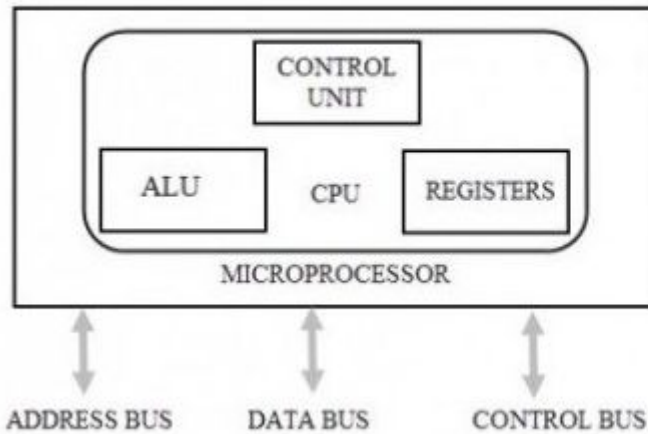 CONTROL
UNIT
ALU
CPU
REGISTERS
MICROPROCESSOR
ADDRESS BUS
DATA BUS
CONTROL BUS